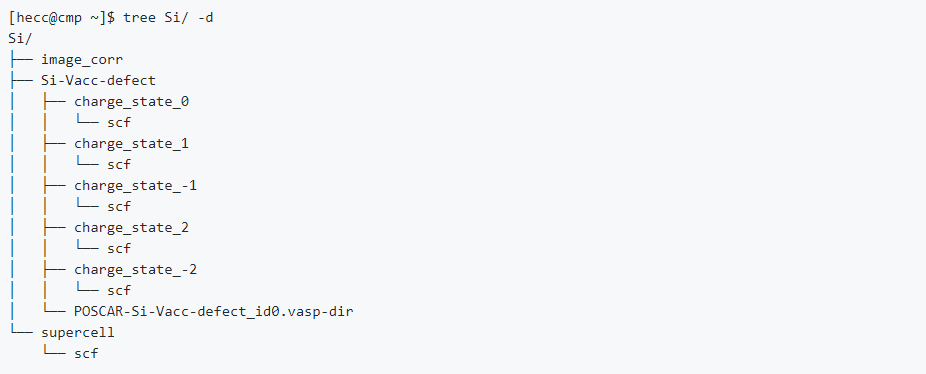 [hecc@cmp ~]$ tree Si/ -d
Si/
├── image_corr
├── Si-Vacc-defect
│   ├── charge_state_0
│   │   └── scf
│   ├── charge_state_1
│   │   └── scf
│   ├── charge_state_-1
│   │   └── scf
│   ├── charge_state_2
│   │   └── scf
│   ├── charge_state_-2
│   │   └── scf
│   └── POSCAR-Si-Vacc-defect_id0.vasp-dir
└── supercell
    └── scf